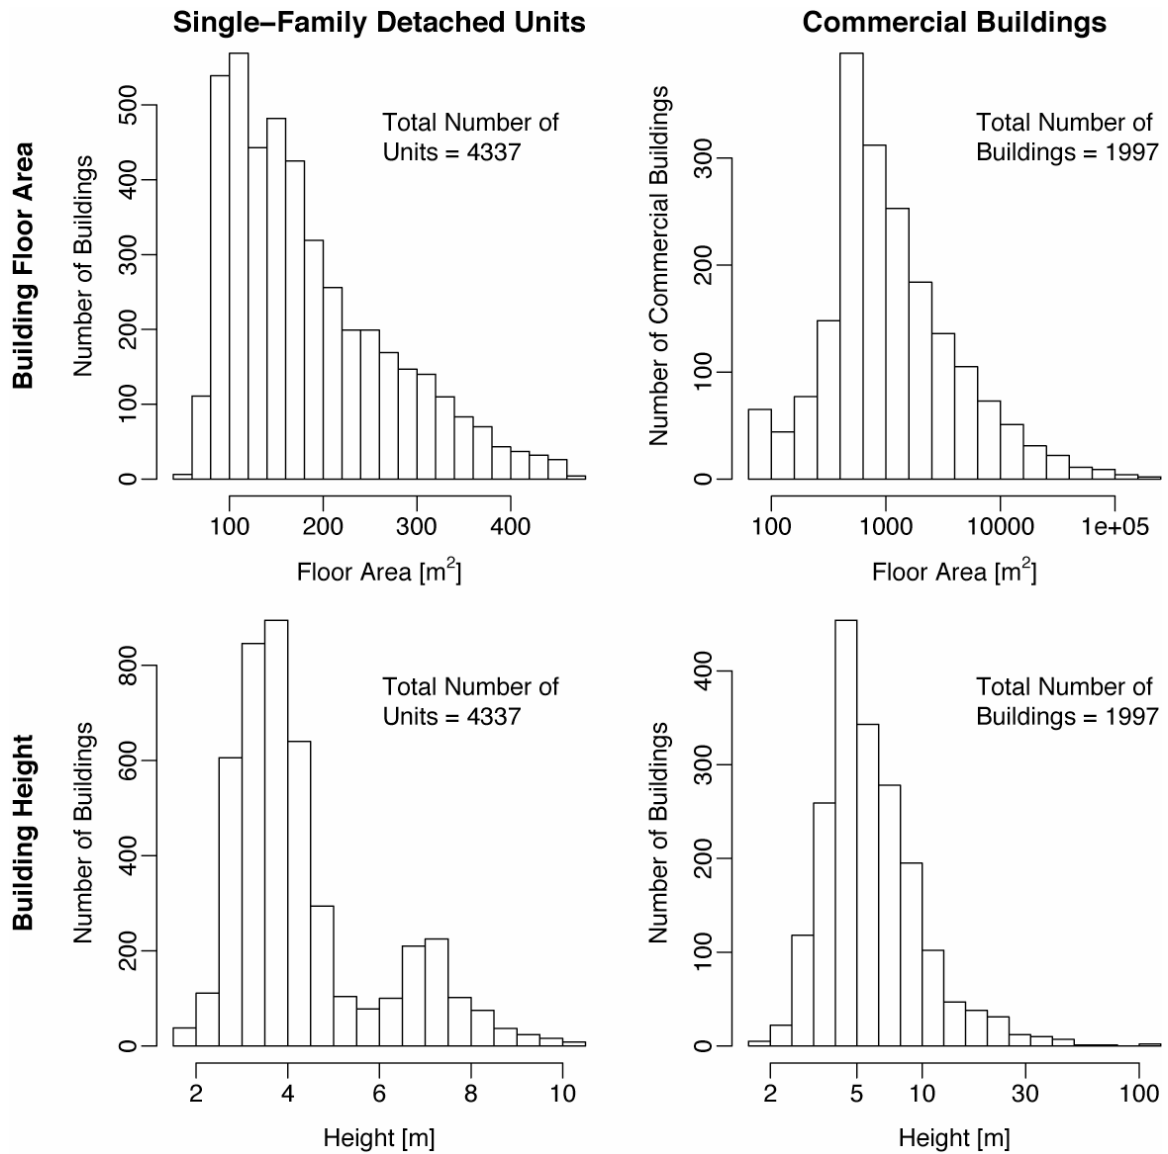 Single–Family Detached Units
Commercial Buildings
Building Floor Area
Number of Buildings
0
100
200
300
400
500
Total Number of
Units = 4337
100
200
300
400
Floor Area [m²]
Number of Commercial Buildings
0
100
200
300
Total Number of
Buildings = 1997
100
1000
10000
1e+05
Floor Area [m²]
Building Height
Number of Buildings
0
200
400
600
800
Total Number of
Units = 4337
2
4
6
8
10
Height [m]
Number of Buildings
0
100
200
300
400
Total Number of
Buildings = 1997
2
5
10
30
100
Height [m]